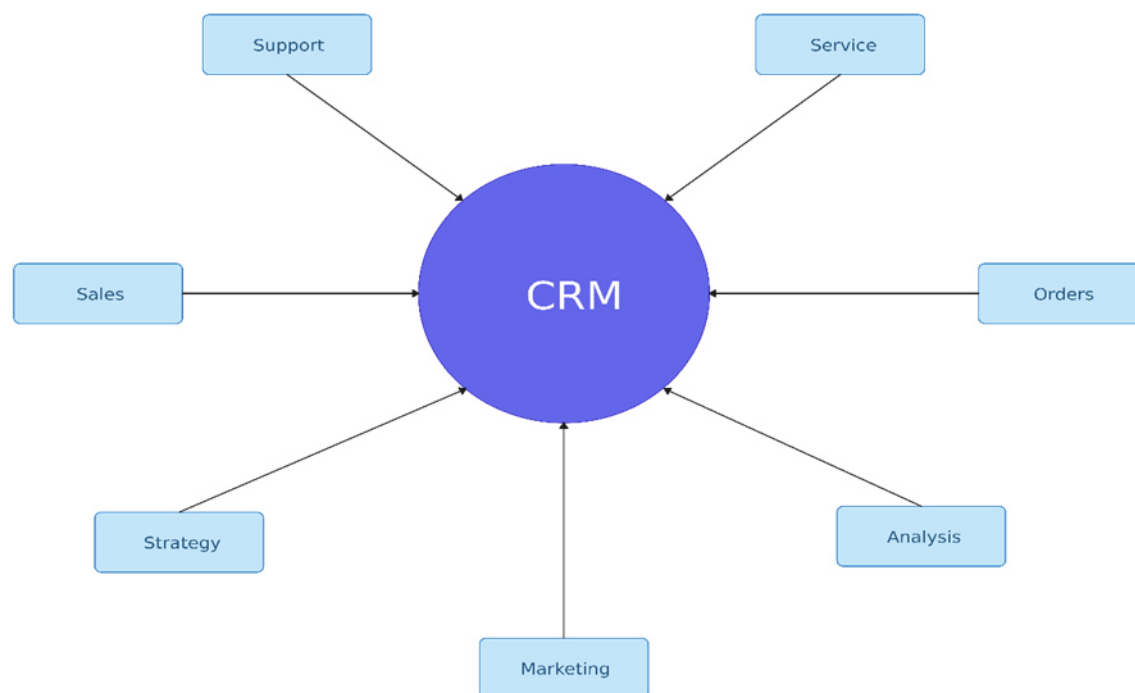 Support
Service
Sales
CRM
Orders
Strategy
Analysis
Marketing